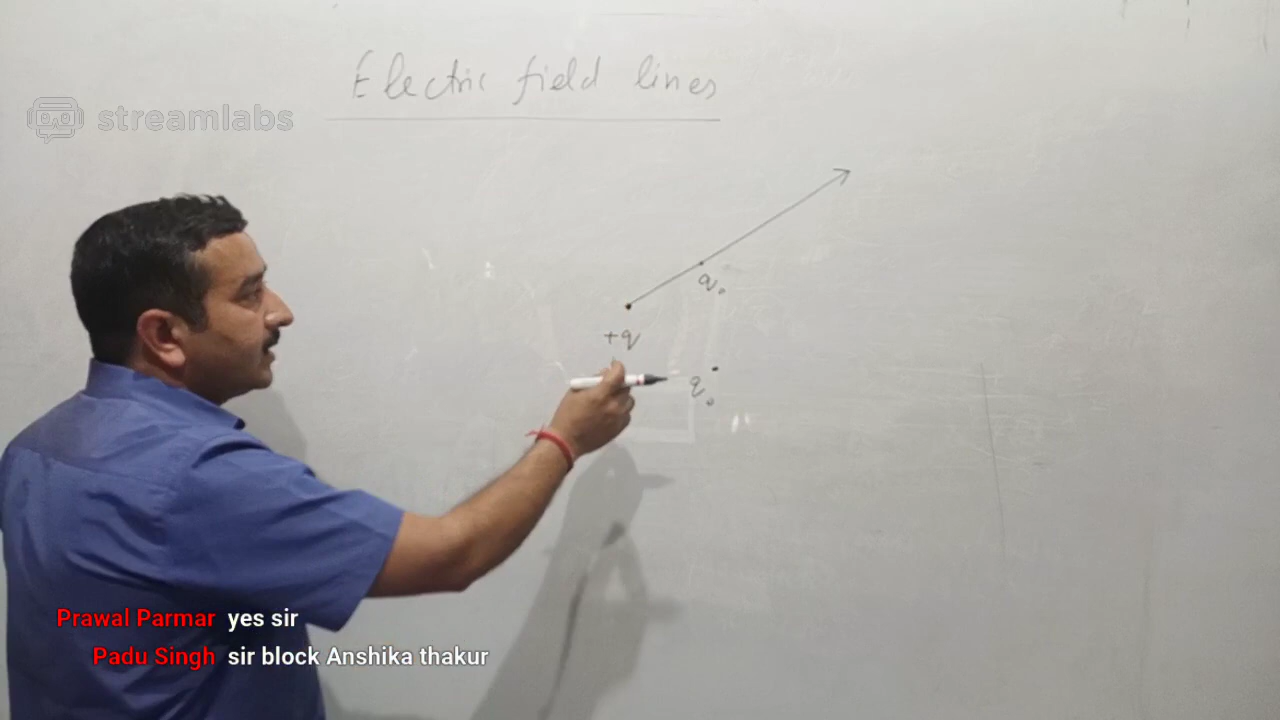 Electric field lines
streamlabs
q₀
+q
q₀
Prawal Parmar yes sir
Padu Singh sir block Anshika thakur